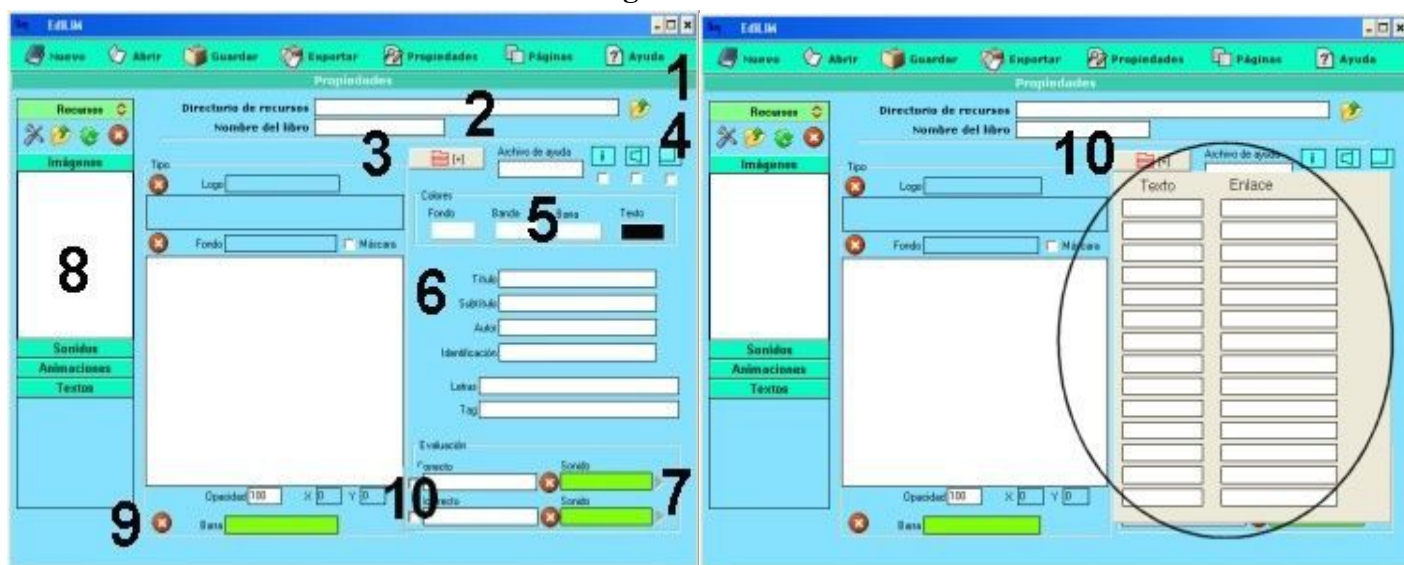 EdiLIM
Nuevo Abrir Guardar Exportar Propiedades Páginas Ayuda
Propiedades
1
Recursos
Directorio de recursos
2
Nombre del libro
3
4
Imágenes
[+]
Archivo de ayuda
i
Tipo
Logo
Colores
Fondo Banda Barra Texto
5
Fondo Máscara
8
6
Título
Subtítulo
Autor
Identificación
Sonidos
Animaciones
Textos
Letras
Tag
Evaluación
Correcto Sonido
7
Opacidad 100 X 0 Y 0
10
Incorrecto Sonido
9
Barra
EdiLIM
Nuevo Abrir Guardar Exportar Propiedades Páginas Ayuda
Propiedades
Recursos
Directorio de recursos
Nombre del libro
10
Imágenes
[+]
Archivo de ayuda
i
Tipo
Logo
Texto Enlace
Fondo
Sonidos
Animaciones
Textos
Opacidad 100 X 0 Y 0
Barra